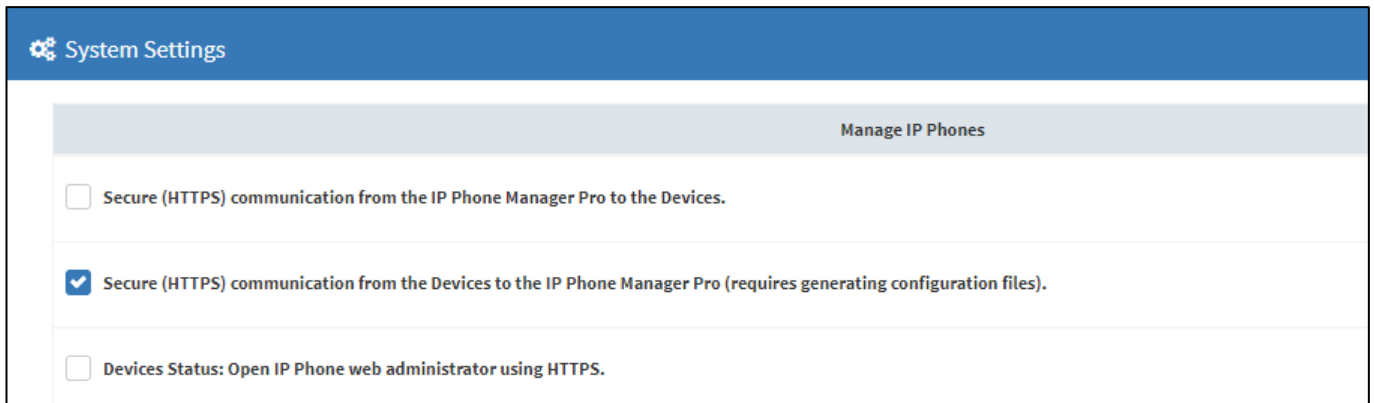 System Settings
Manage IP Phones
Secure (HTTPS) communication from the IP Phone Manager Pro to the Devices.
Secure (HTTPS) communication from the Devices to the IP Phone Manager Pro (requires generating configuration files).
Devices Status: Open IP Phone web administrator using HTTPS.